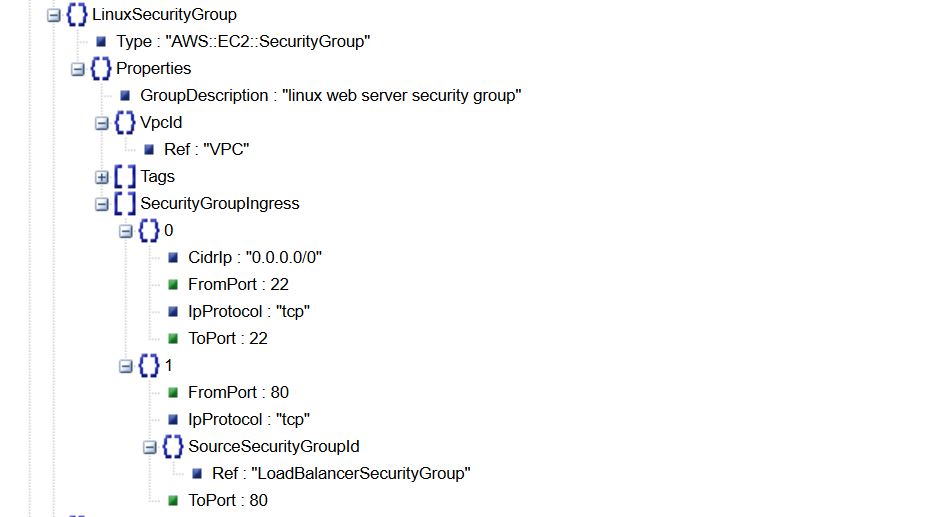 LinuxSecurityGroup
Type : "AWS::EC2::SecurityGroup"
Properties
GroupDescription : "linux web server security group"
VpcId
Ref : "VPC"
Tags
SecurityGroupIngress
0
CidrIp : "0.0.0.0/0"
FromPort : 22
IpProtocol : "tcp"
ToPort : 22
1
FromPort : 80
IpProtocol : "tcp"
SourceSecurityGroupId
Ref : "LoadBalancerSecurityGroup"
ToPort : 80